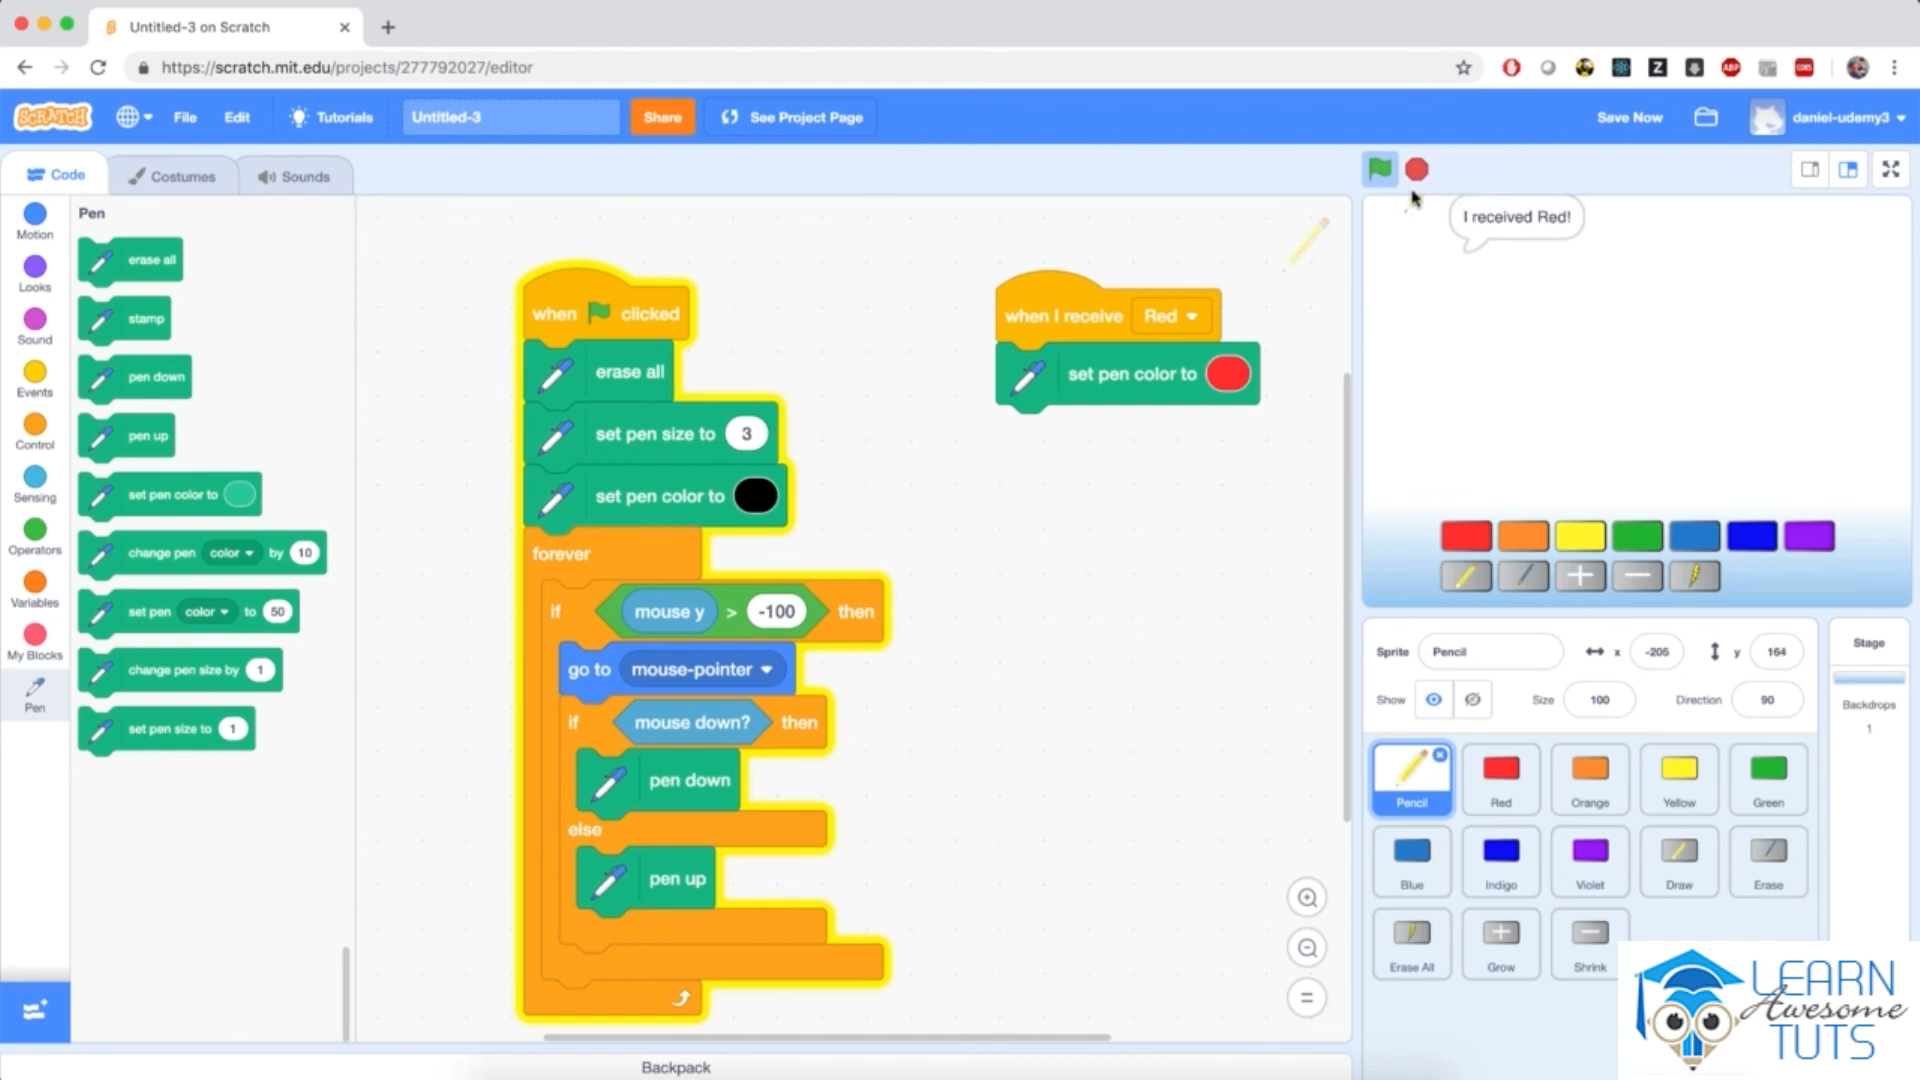 Untitled-3 on Scratch
https://scratch.mit.edu/projects/277792027/editor
Z
ABP
CORS
SCRATCH
File
Edit
Tutorials
Untitled-3
Share
See Project Page
Save Now
daniel-udemy3
Code
Costumes
Sounds
Motion
Looks
Sound
Events
Control
Sensing
Operators
Variables
My Blocks
Pen
Pen
erase all
stamp
pen down
pen up
set pen color to
change pen color by 10
set pen color to 50
change pen size by 1
set pen size to 1
when clicked
erase all
set pen size to 3
set pen color to
forever
if mouse y > -100 then
go to mouse-pointer
if mouse down? then
pen down
else
pen up
when I receive Red
set pen color to
Backpack
I received Red!
Sprite Pencil x -205 y 164
Show Size 100 Direction 90
Stage
Backdrops
1
Pencil
Red
Orange
Yellow
Green
Blue
Indigo
Violet
Draw
Erase
Erase All
Grow
Shrink
LEARN
Awesome
TUTS